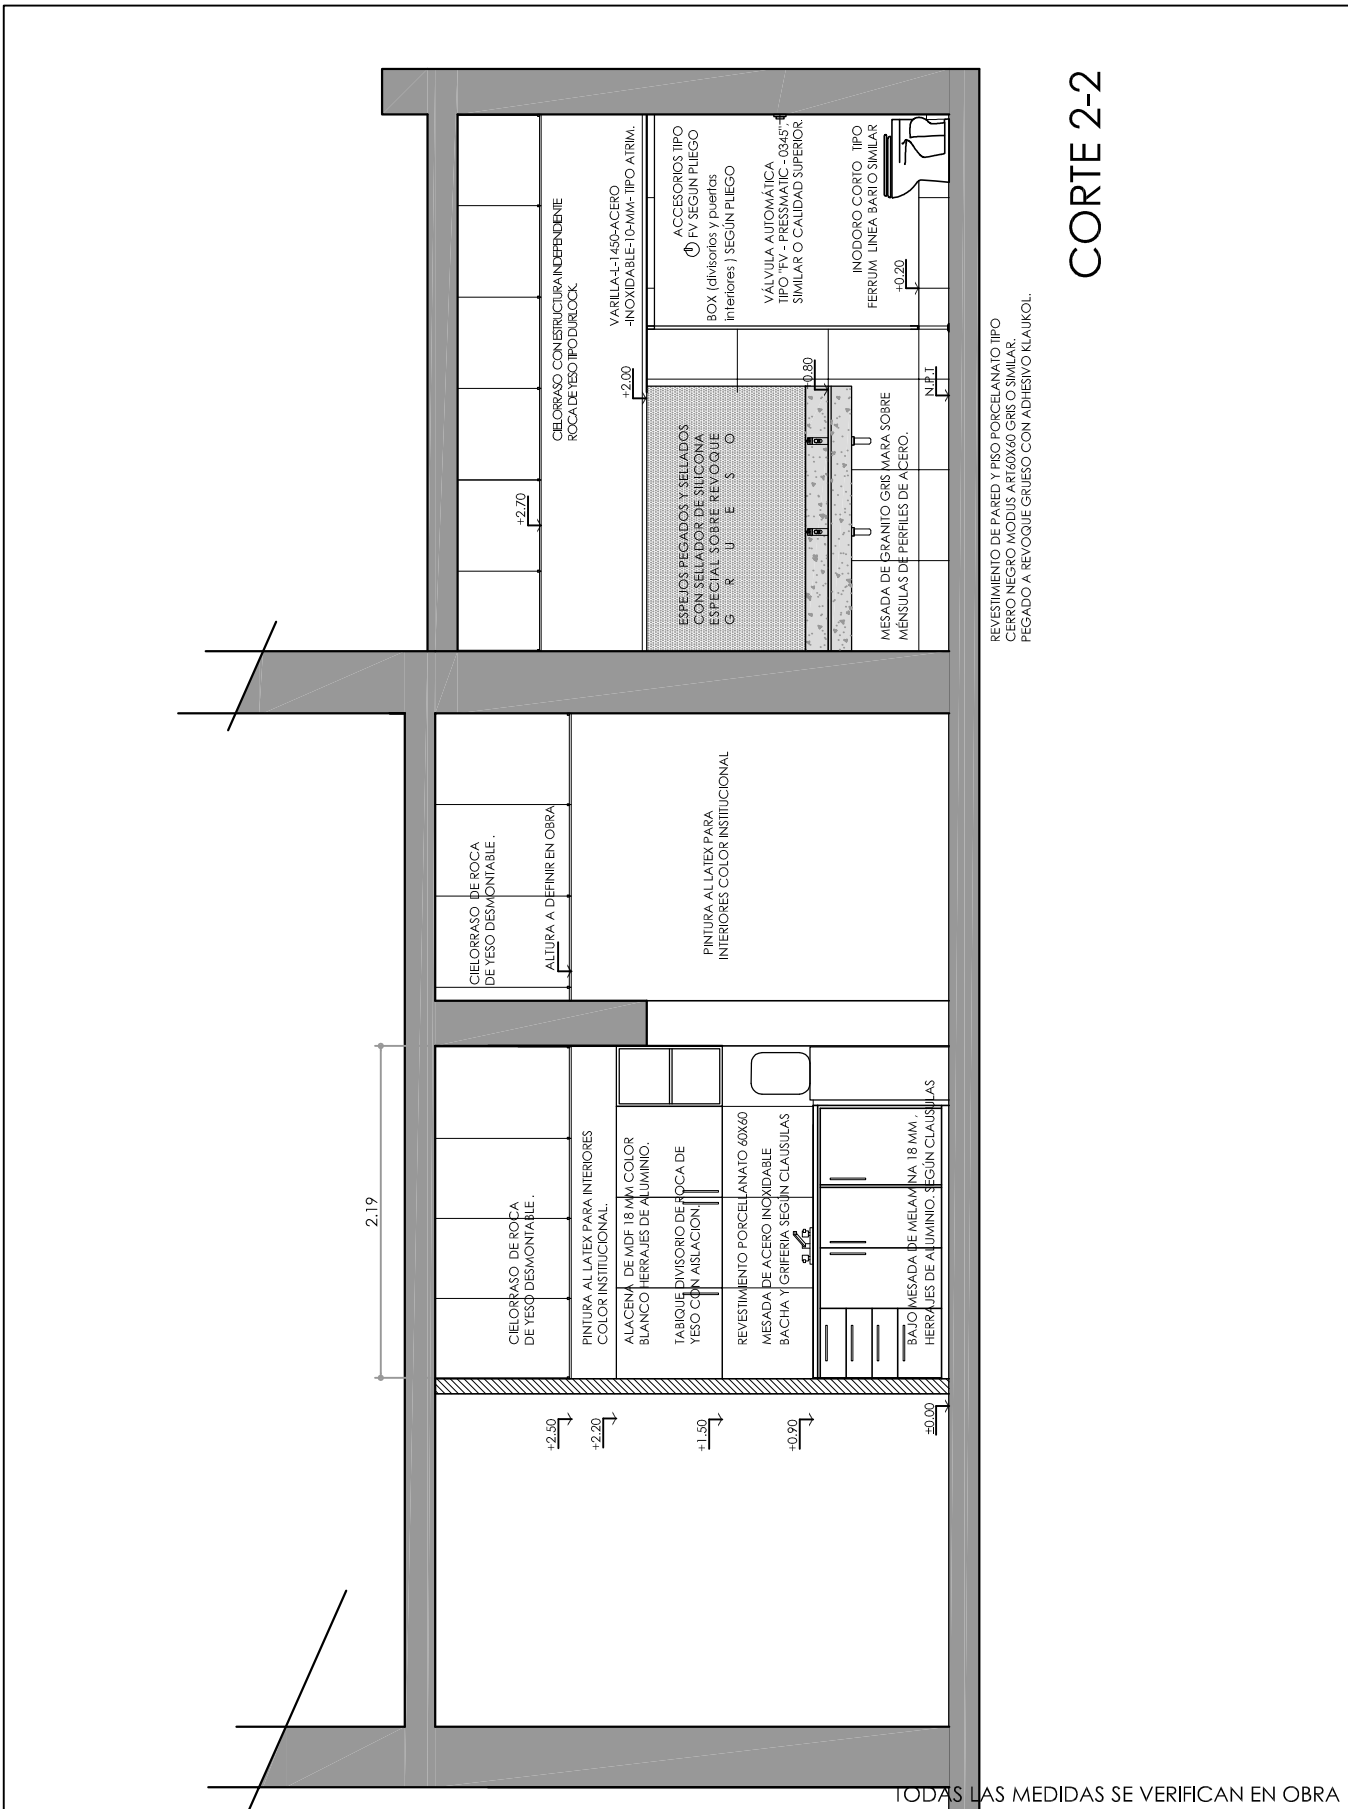 CORTE 2-2
CIELORRASO CON ESTRUCTURA INDEPENDIENTE
ROCA DE YESO TIPO DURLOCK.
+2.70
VARILLA-L-1450-ACERO
-INOXIDABLE-10-MM- TIPO ATRIM.
+2.00
ACCESORIOS TIPO
FV SEGUN PLIEGO
BOX (divisorios y puertas
interiores ) SEGÚN PLIEGO
VÁLVULA AUTOMÁTICA
TIPO "FV - PRESSMATIC - 0345",
SIMILAR O CALIDAD SUPERIOR.
INODORO CORTO TIPO
FERRUM LINEA BARI O SIMILAR
+0.20
ESPEJOS PEGADOS Y SELLADOS
CON SELLADOR DE SILICONA
ESPECIAL SOBRE REVOQUE
G R U E S O
+0.80
MESADA DE GRANITO GRIS MARA SOBRE
MÉNSULAS DE PERFILES DE ACERO.
N.P.T
REVESTIMIENTO DE PARED Y PISO PORCELANATO TIPO
CERRO NEGRO MODUS ART60X60 GRIS O SIMILAR.
PEGADO A REVOQUE GRUESO CON ADHESIVO KLAUKOL.
CIELORRASO DE ROCA
DE YESO DESMONTABLE .
ALTURA A DEFINIR EN OBRA
PINTURA AL LATEX PARA
INTERIORES COLOR INSTITUCIONAL
2.19
CIELORRASO DE ROCA
DE YESO DESMONTABLE .
PINTURA AL LATEX PARA INTERIORES
COLOR INSTITUCIONAL.
ALACENA DE MDF 18 MM COLOR
BLANCO HERRAJES DE ALUMINIO.
TABIQUE DIVISORIO DE ROCA DE
YESO CON AISLACION.
REVESTIMIENTO PORCELLANATO 60X60
MESADA DE ACERO INOXIDABLE
BACHA Y GRIFERIA SEGÚN CLAUSULAS
BAJO MESADA DE MELAMINA 18 MM ,
HERRAJES DE ALUMINIO. SEGÚN CLAUSULAS
+2.50
+2.20
+1.50
+0.90
±0.00
TODAS LAS MEDIDAS SE VERIFICAN EN OBRA